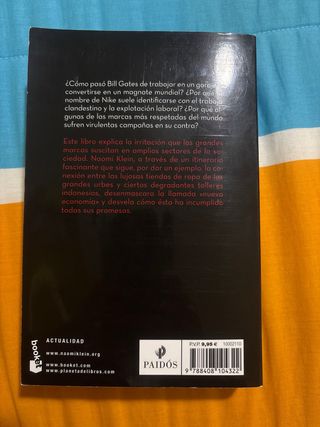 ¿Cómo pasó Bill Gates de trabajar en un gara
convertirse en un magnate mundial? ¿Por qué
nombre de Nike suele identificarse con el trabajo
clandestino y la explotación laboral? ¿Por qué al
gunas de las marcas más respetadas del mundo
sufren virulentas campañas en su contra?
Este libro explica la irritación que las grandes
marcas suscitan en amplios sectores de la so-
ciedad. Naomi Klein, a través de un itinerario
fascinante que sigue, por dar un ejemplo, la co-
nexión entre las lujosas tiendas de ropa de las
grandes urbes y ciertos degradantes talleres
indonesios, desenmascara la llamada «nueva
economía» y desvela cómo ésta ha incumplido
todas sus promesas.
ACTUALIDAD
www.naomiklein.org
www.booket.com
www.planetadelibros.com
booket
PAIDÓS
P.V.P. 9,95 € 10002110
9 788408 104322